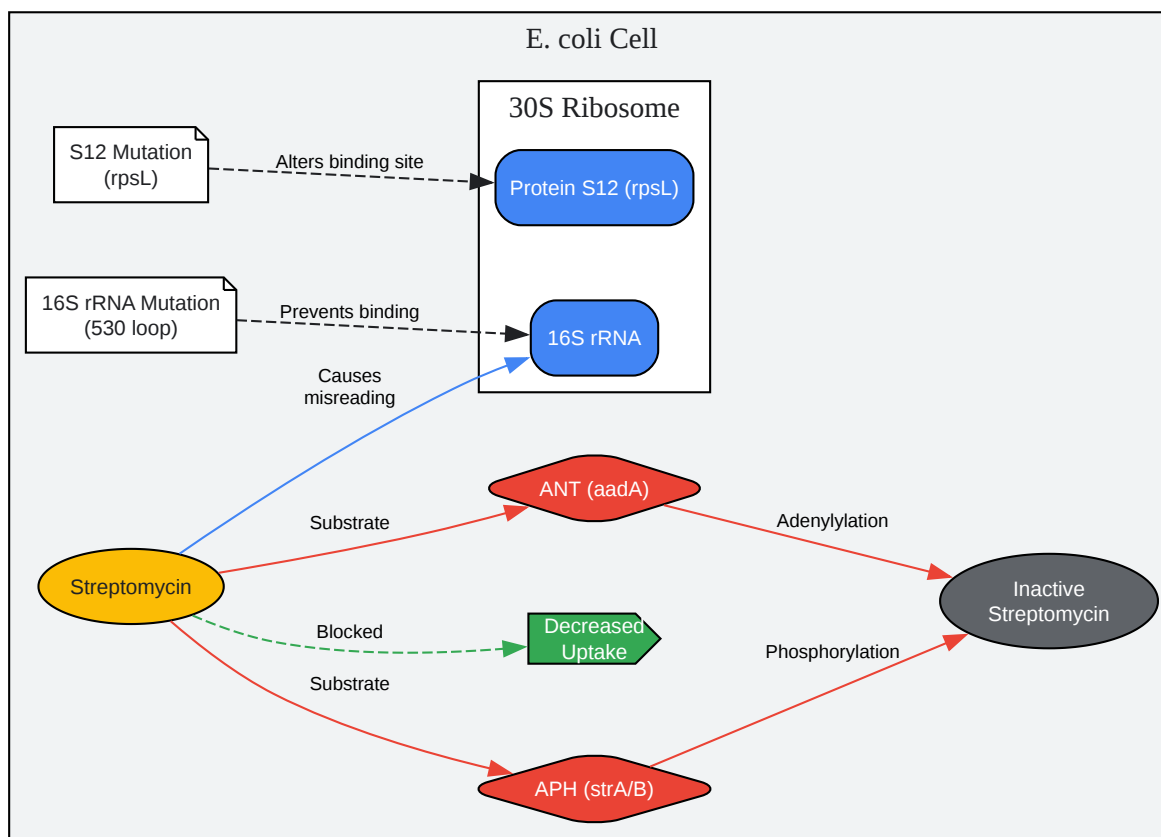 E. coli Cell
30S Ribosome
S12 Mutation
(rpsL)
Alters binding site
Protein S12 (rpsL)
16S rRNA Mutation
(530 loop)
Prevents binding
16S rRNA
Causes
misreading
ANT (aadA)
Substrate
Adenylylation
Streptomycin
Inactive
Streptomycin
Blocked
Decreased
Uptake
Phosphorylation
Substrate
APH (strA/B)